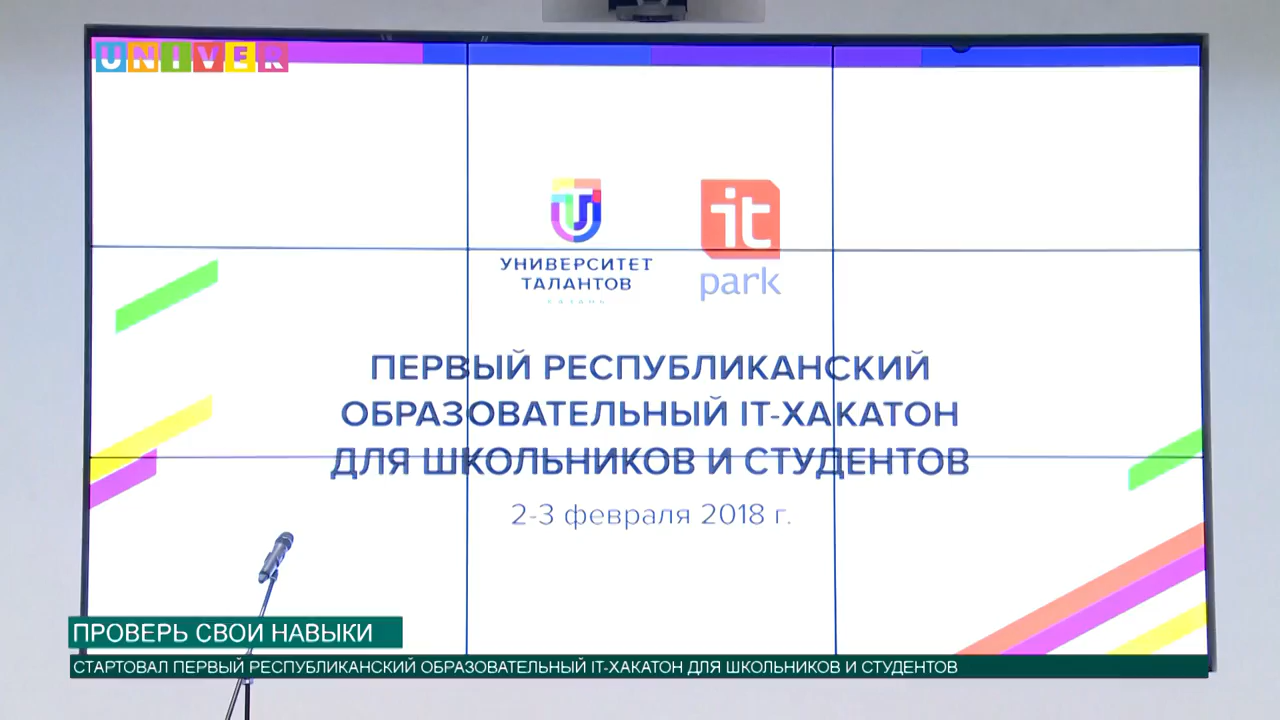 UNIVER
УНИВЕРСИТЕТ
ТАЛАНТОВ
КАЗАНЬ
it
park
ПЕРВЫЙ РЕСПУБЛИКАНСКИЙ
ОБРАЗОВАТЕЛЬНЫЙ IT-ХАКАТОН
ДЛЯ ШКОЛЬНИКОВ И СТУДЕНТОВ
2-3 февраля 2018 г.
ПРОВЕРЬ СВОИ НАВЫКИ
СТАРТОВАЛ ПЕРВЫЙ РЕСПУБЛИКАНСКИЙ ОБРАЗОВАТЕЛЬНЫЙ IT-ХАКАТОН ДЛЯ ШКОЛЬНИКОВ И СТУДЕНТОВ